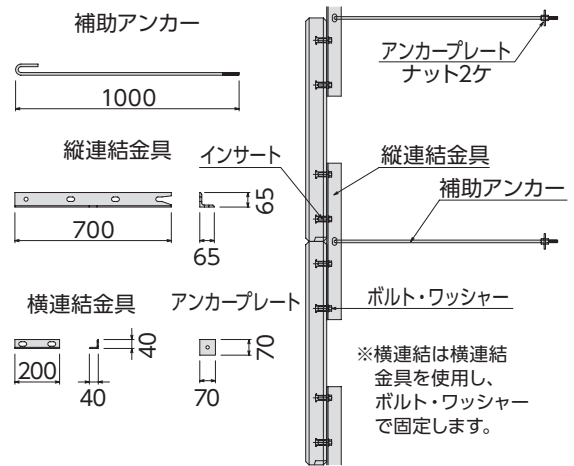 補助アンカー
1000
縦連結金具
700
65
65
横連結金具
200
40
40
アンカープレート
70
70
アンカープレート
ナット2ケ
インサート
縦連結金具
補助アンカー
ボルト・ワッシャー
※横連結は横連結
金具を使用し、
ボルト・ワッシャー
で固定します。